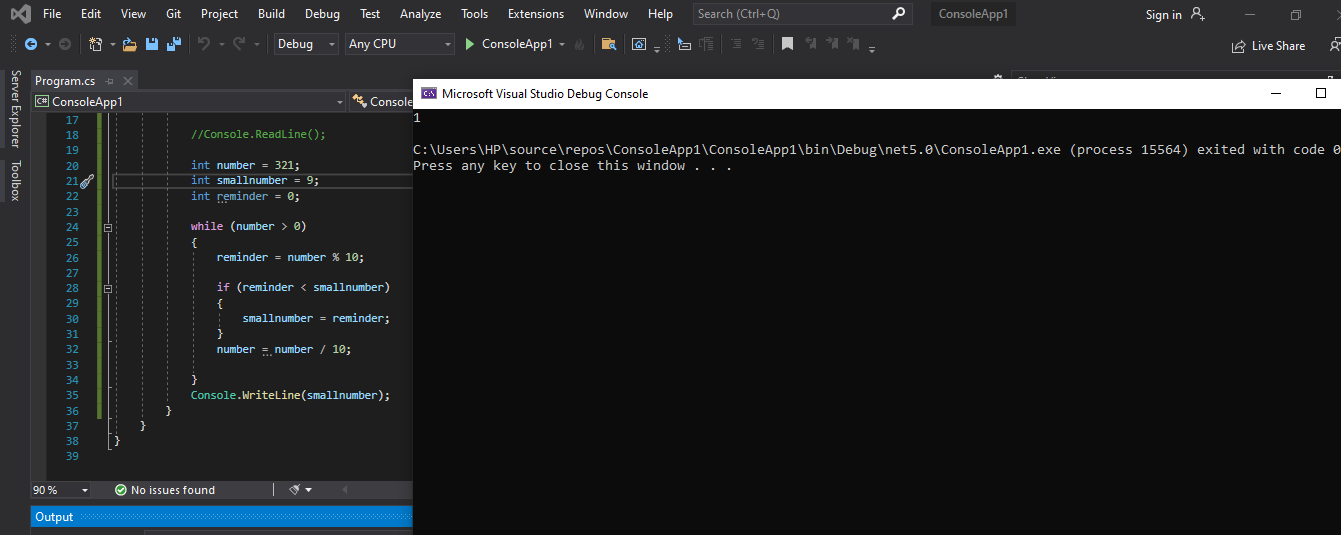 File Edit View Git Project Build Debug Test Analyze Tools Extensions Window Help Search (Ctrl+Q) ConsoleApp1 Sign in
Debug Any CPU ConsoleApp1 Live Share
Server Explorer
Toolbox
Program.cs
ConsoleApp1 Console
17
18 //Console.ReadLine();
19
20 int number = 321;
21 int smallnumber = 9;
22 int reminder = 0;
23
24 while (number > 0)
25 {
26 reminder = number % 10;
27
28 if (reminder < smallnumber)
29 {
30 smallnumber = reminder;
31 }
32 number = number / 10;
33
34 }
35 Console.WriteLine(smallnumber);
36 }
37 }
38 }
39
90 % No issues found
Output
C:\ Microsoft Visual Studio Debug Console
1
C:\Users\HP\source\repos\ConsoleApp1\ConsoleApp1\bin\Debug\net5.0\ConsoleApp1.exe (process 15564) exited with code 0
Press any key to close this window . . .